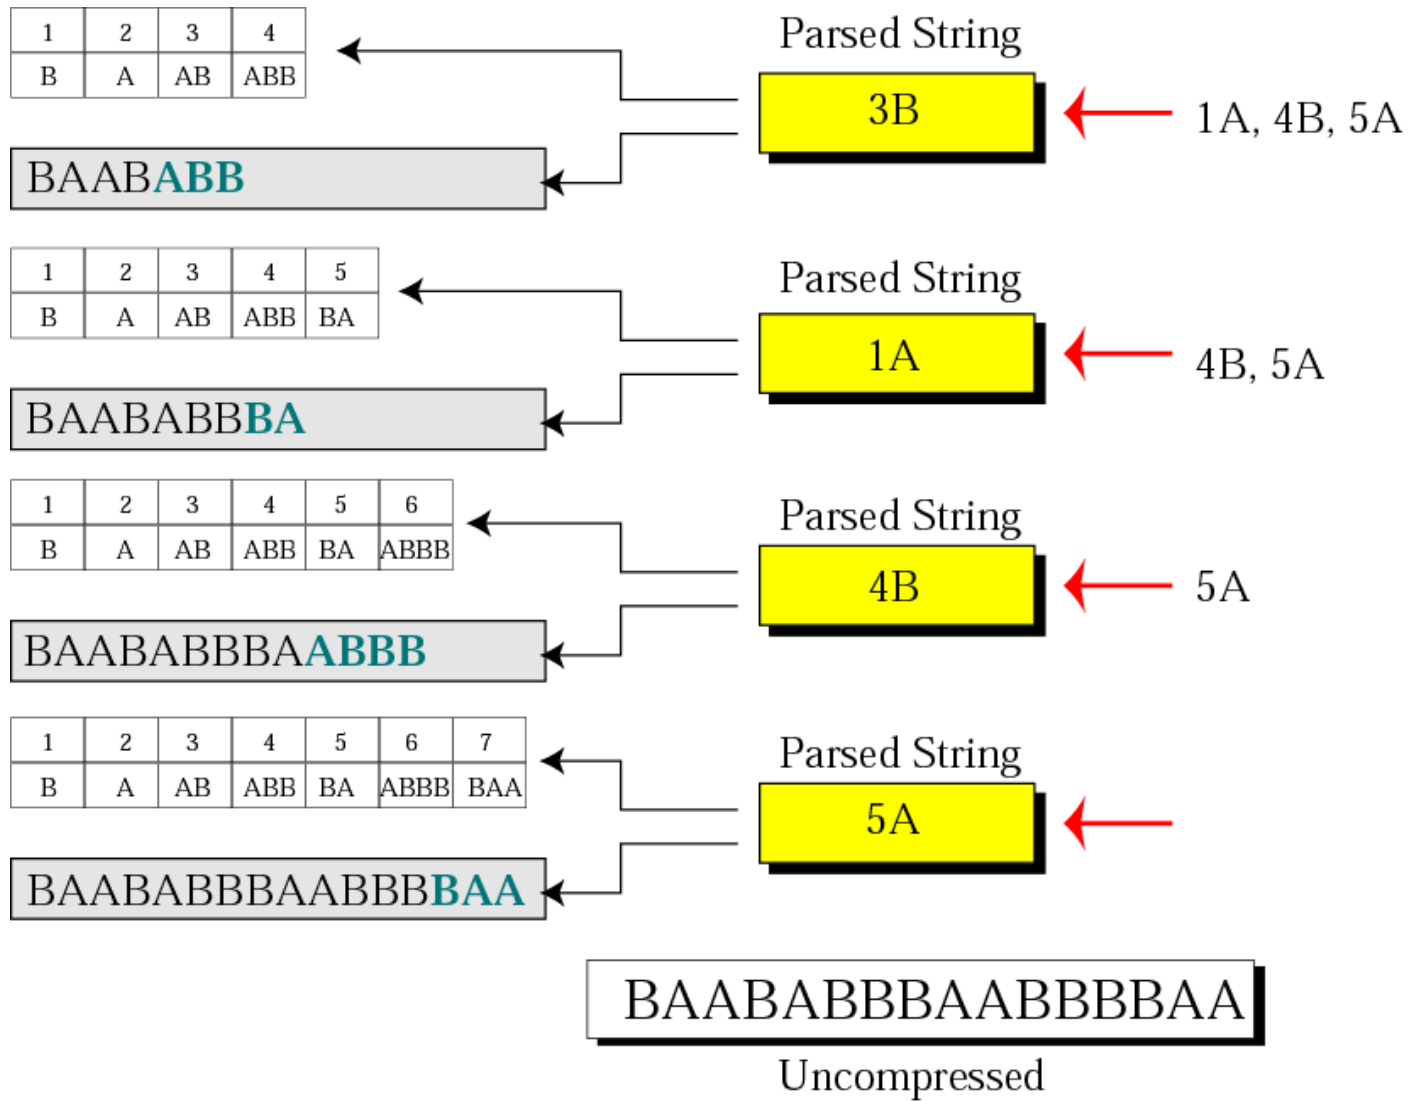 Parsed String
1 2 3 4
B A AB ABB
3B
1A, 4B, 5A
BAABABB
Parsed String
1 2 3 4 5
B A AB ABB BA
1A
4B, 5A
BAABABBBA
Parsed String
1 2 3 4 5 6
B A AB ABB BA ABBB
4B
5A
BAABABBBAABBB
Parsed String
1 2 3 4 5 6 7
B A AB ABB BA ABBB BAA
5A
BAABABBBAABBBBAA
BAABABBBAABBBBAA
Uncompressed